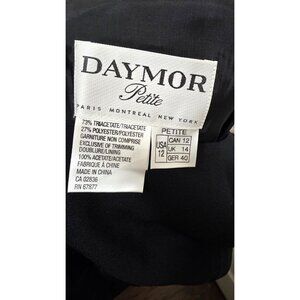 DAYMOR
Petite
PARIS MONTREAL NEW YORK
73% TRIACETATE/TRIACETATE
27% POLYESTER/POLYESTER
GARNITURE NON COMPRISE
EXCLUSIVE OF TRIMMING
DOUBLURE/LINING
100% ACETATE/ACETATE
FABRIQUÉ À CHINE
MADE IN CHINA
CA 02836
RN 67877
PETITE
USA 12
CAN 12
UK 14
GER 40